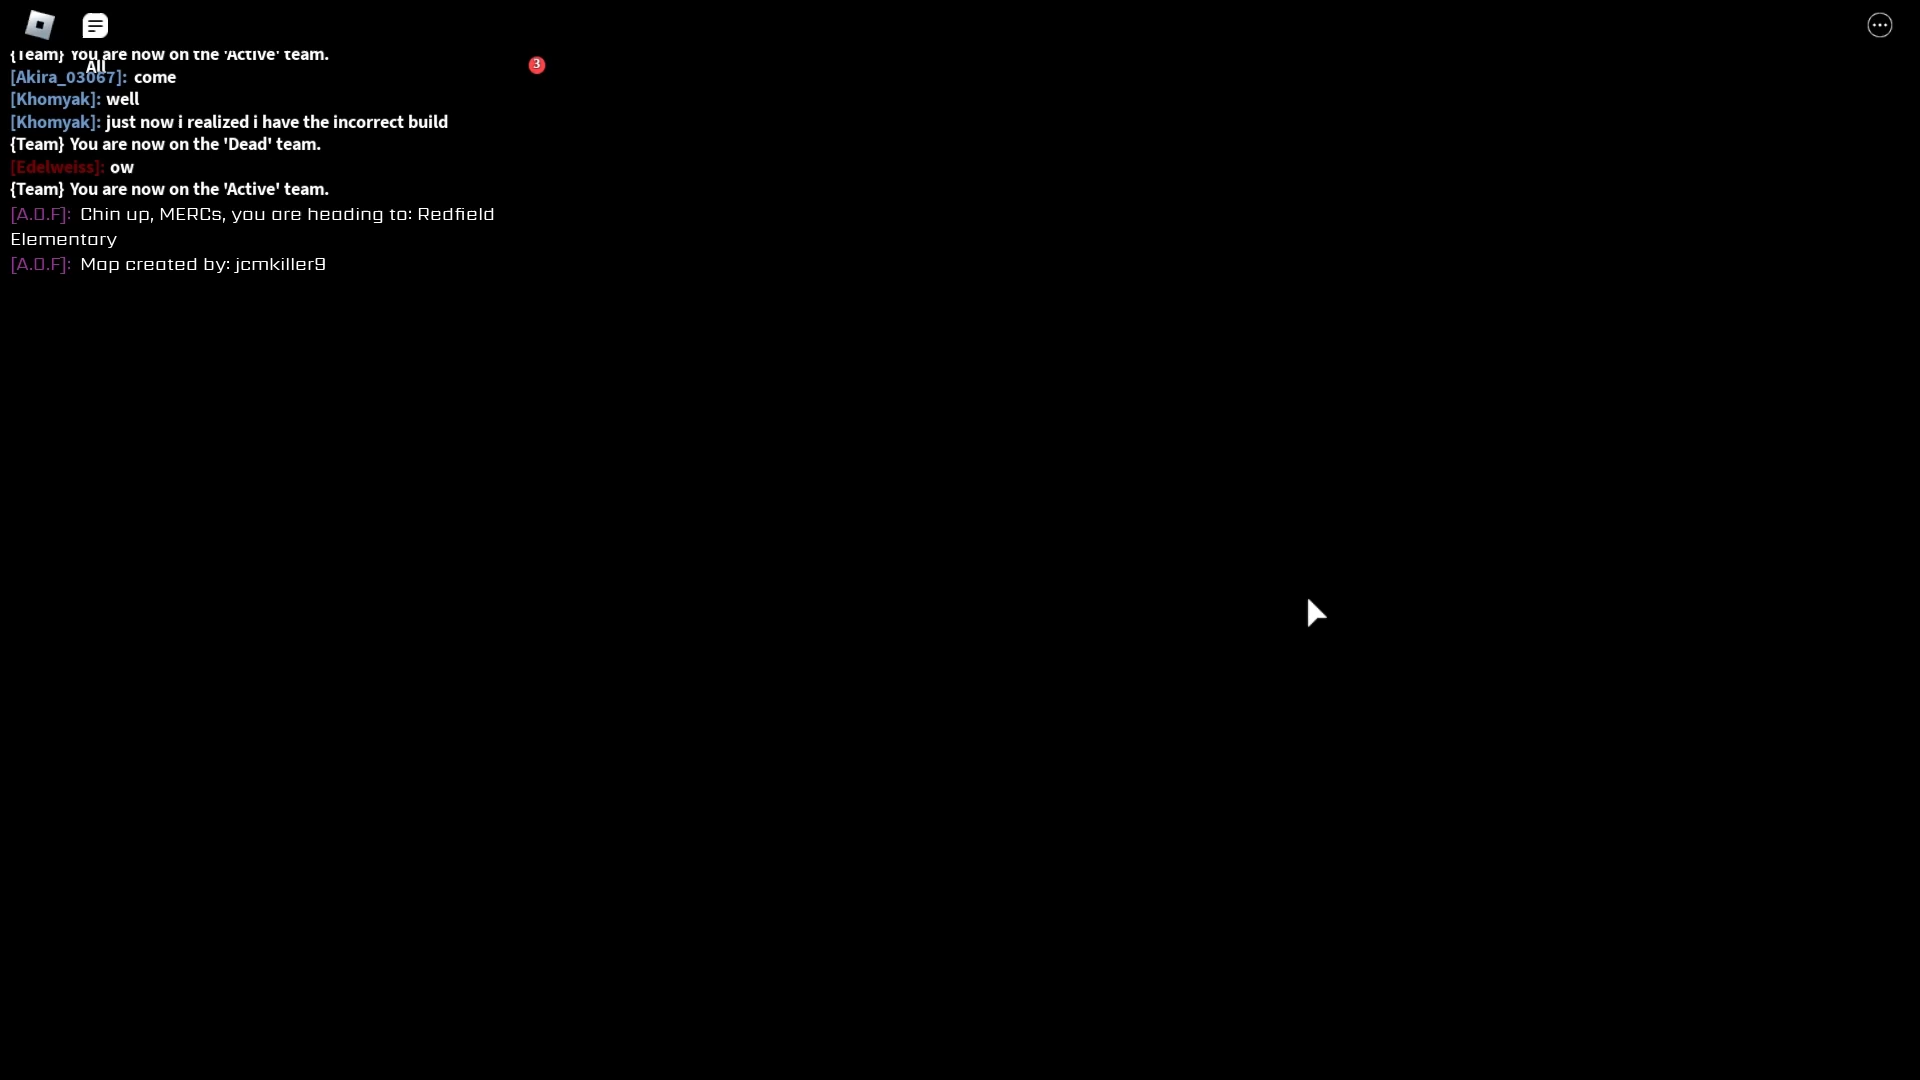 {Team} You are now on the 'Active' team.
All
3
[Akira_03067]: come
[Khomyak]: well
[Khomyak]: just now i realized i have the incorrect build
{Team} You are now on the 'Dead' team.
[Edelweiss]: ow
{Team} You are now on the 'Active' team.
[A.O.F]: Chin up, MERCs, you are heading to: Redfield
Elementary
[A.O.F]: Map created by: jcmkiller9